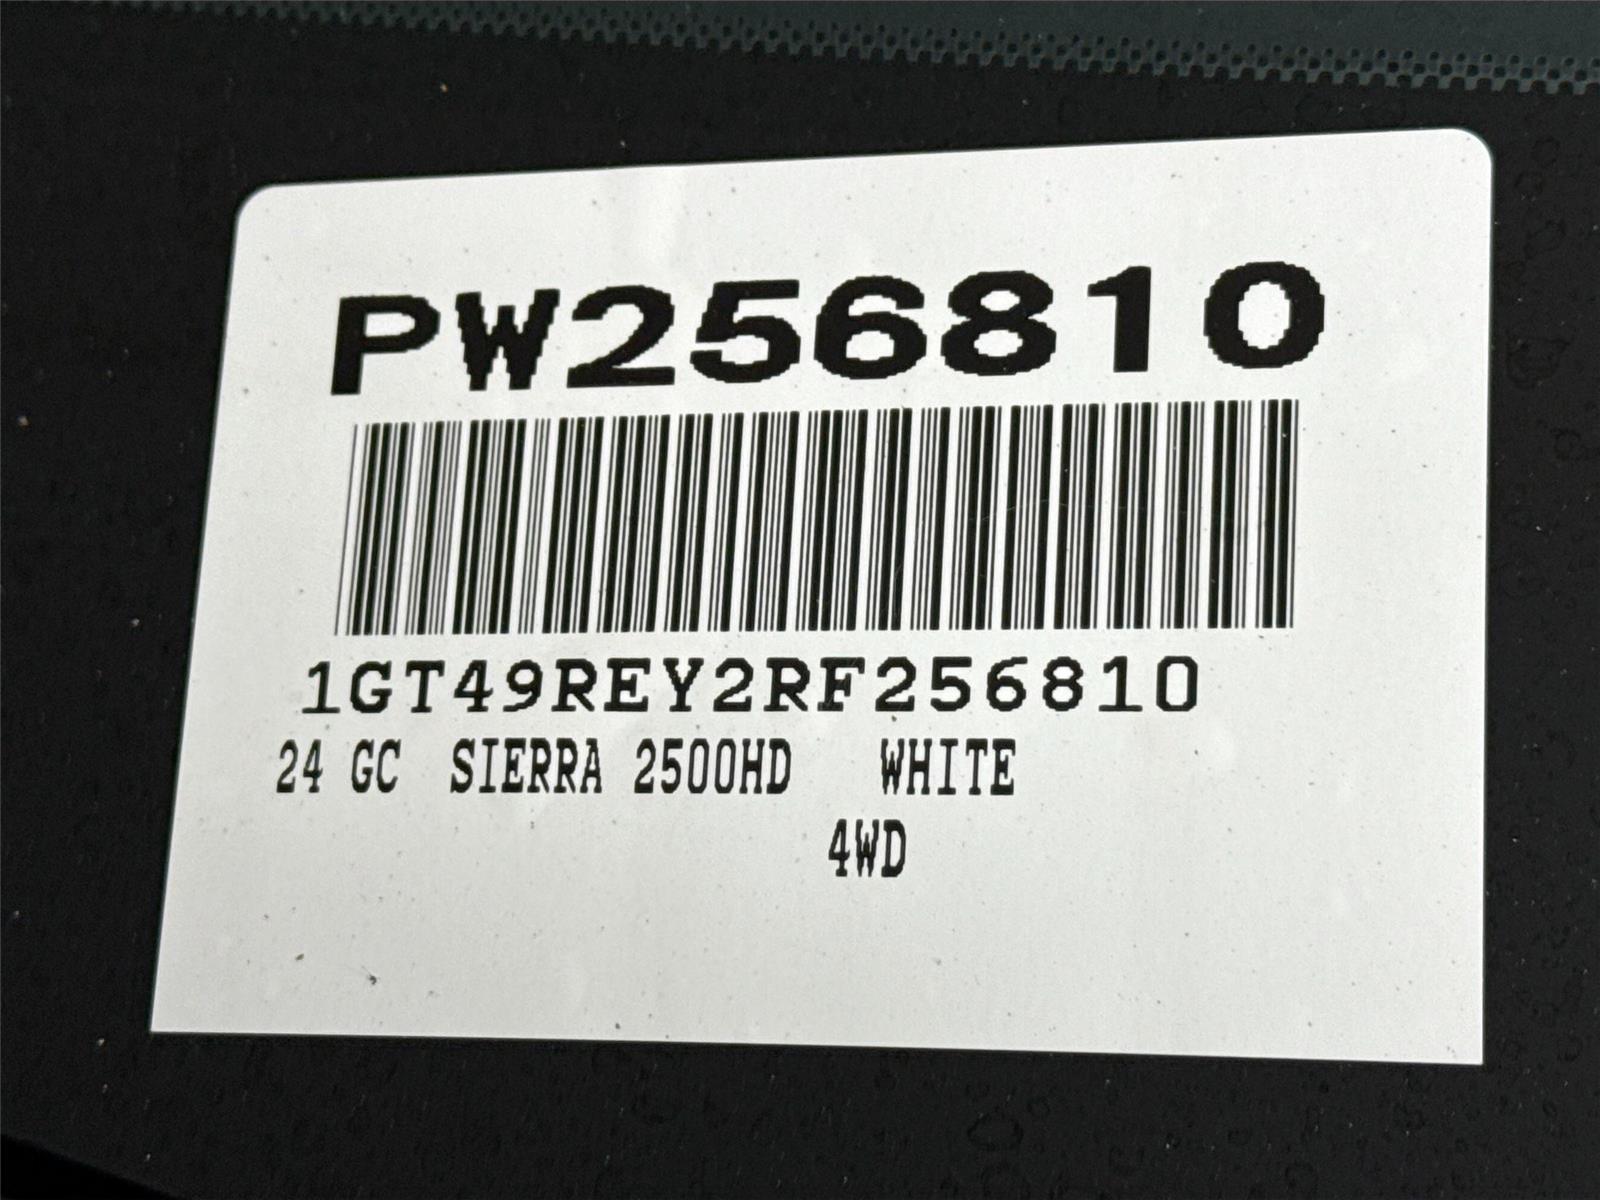 PW256810
1GT49REY2RF256810
24 GC SIERRA 2500HD WHITE
4WD